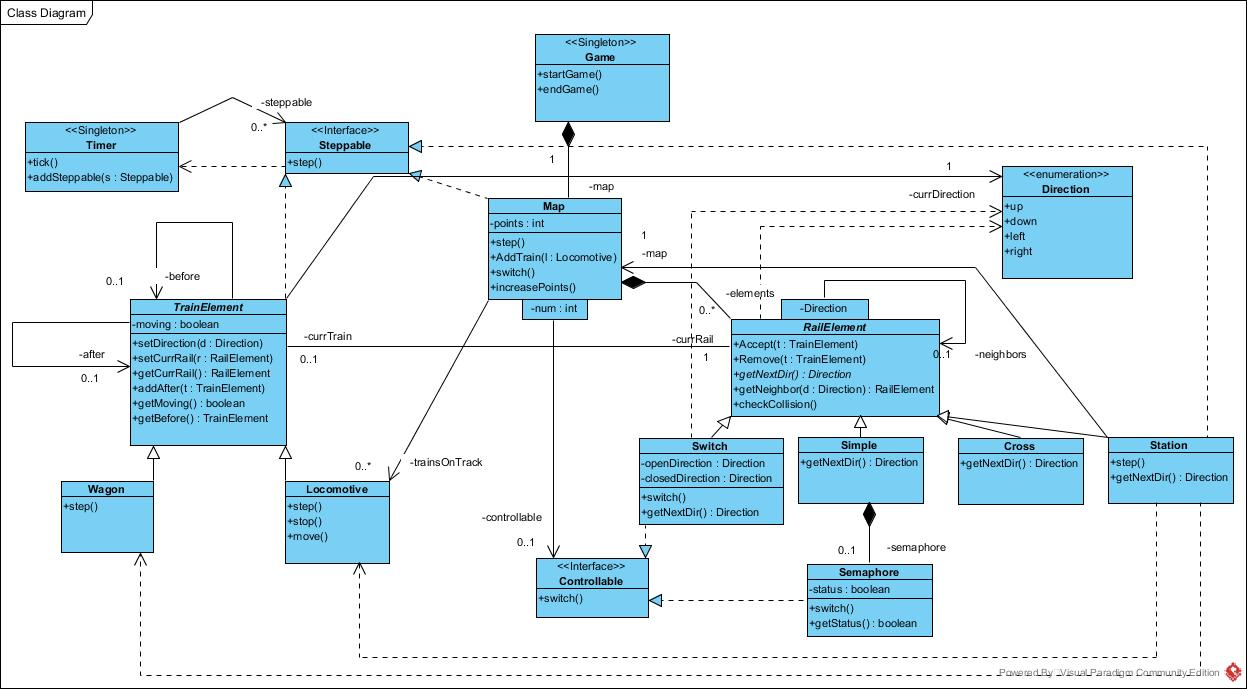 Class Diagram
<<Singleton>>
Game
+startGame()
+endGame()
-steppable
0..*
<<Singleton>>
Timer
+tick()
+addSteppable(s : Steppable)
<<Interface>>
Steppable
+step()
1
-map
1
-currDirection
<<enumeration>>
Direction
+up
+down
+left
+right
Map
-points : int
+step()
+AddTrain(l : Locomotive)
+switch()
+increasePoints()
-num : int
1
-map
-before
0..1
TrainElement
-moving : boolean
+setDirection(d : Direction)
+setCurrRail(r : RailElement)
+getCurrRail() : RailElement
+addAfter(t : TrainElement)
+getMoving() : boolean
+getBefore() : TrainElement
-after
0..1
-currTrain
0..1
-currRail
1
-elements
0..*
-Direction
RailElement
+Accept(t : TrainElement)
+Remove(t : TrainElement)
+getNextDir() : Direction
+getNeighbor(d : Direction) : RailElement
+checkCollision()
0..1
-neighbors
Switch
-openDirection : Direction
-closedDirection : Direction
+switch()
+getNextDir() : Direction
Simple
+getNextDir() : Direction
Cross
+getNextDir() : Direction
Station
+step()
+getNextDir() : Direction
0..*
-trainsOnTrack
Wagon
+step()
Locomotive
+step()
+stop()
+move()
-controllable
0..1
<<Interface>>
Controllable
+switch()
0..1
-semaphore
Semaphore
-status : boolean
+switch()
+getStatus() : boolean
Powered By Visual Paradigm Community Edition